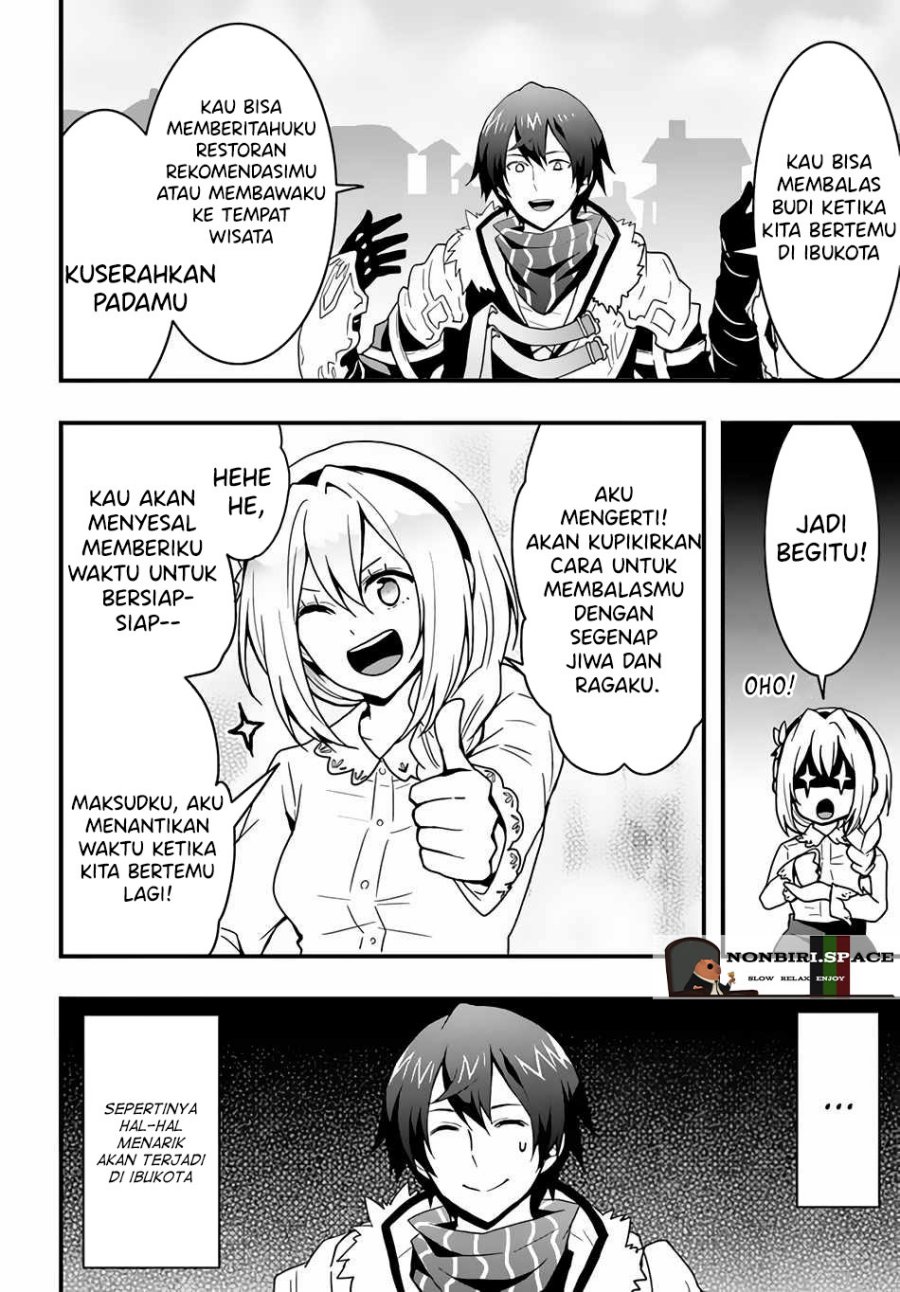 KAU BISA
MEMBALAS
BUDI KETIKA
KITA BERTEMU
DI IBUKOTA
KAU BISA
MEMBERITAHUKU
RESTORAN
REKOMENDASIMU
ATAU MEMBAWAKU
KE TEMPAT
WISATA
KUSERAHKAN
PADAMU
JADI
BEGITU!
OHO!
AKU
MENGERTI!
AKAN KUPIKIRKAN
CARA UNTUK
MEMBALASMU
DENGAN
SEGENAP
JIWA DAN
RAGAKU.
HEHE
HE,
KAU AKAN
MENYESAL
MEMBERIKU
WAKTU UNTUK
BERSIAP-
SIAP--
MAKSUDKU, AKU
MENANTIKAN
WAKTU KETIKA
KITA BERTEMU
LAGI!
NONBIRI.SPACE
SLOW RELAX ENJOY
...
SEPERTINYA
HAL-HAL
MENARIK
AKAN TERJADI
DI IBUKOTA